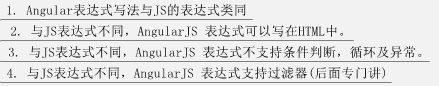 1. Angular表达式写法与JS的表达式类同
2. 与JS表达式不同，AngularJS 表达式可以写在HTML中。
3. 与JS表达式不同，AngularJS 表达式不支持条件判断，循环及异常。
4. 与JS表达式不同，AngularJS 表达式支持过滤器(后面专门讲)